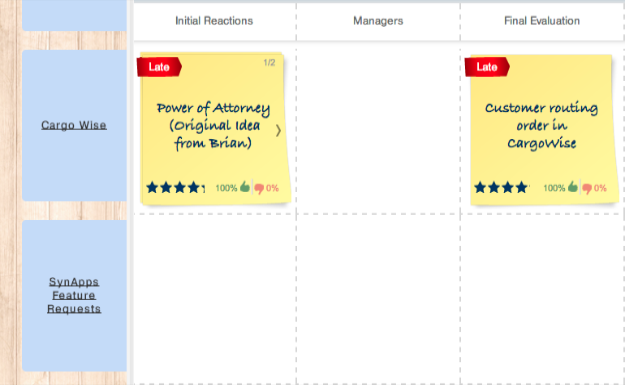 Initial Reactions
Managers
Final Evaluation
Cargo Wise
Late
1/2
Power of Attorney
(Original Idea
from Brian)
100%
0%
Late
Customer routing
order in
CargoWise
100%
0%
SynApps
Feature
Requests